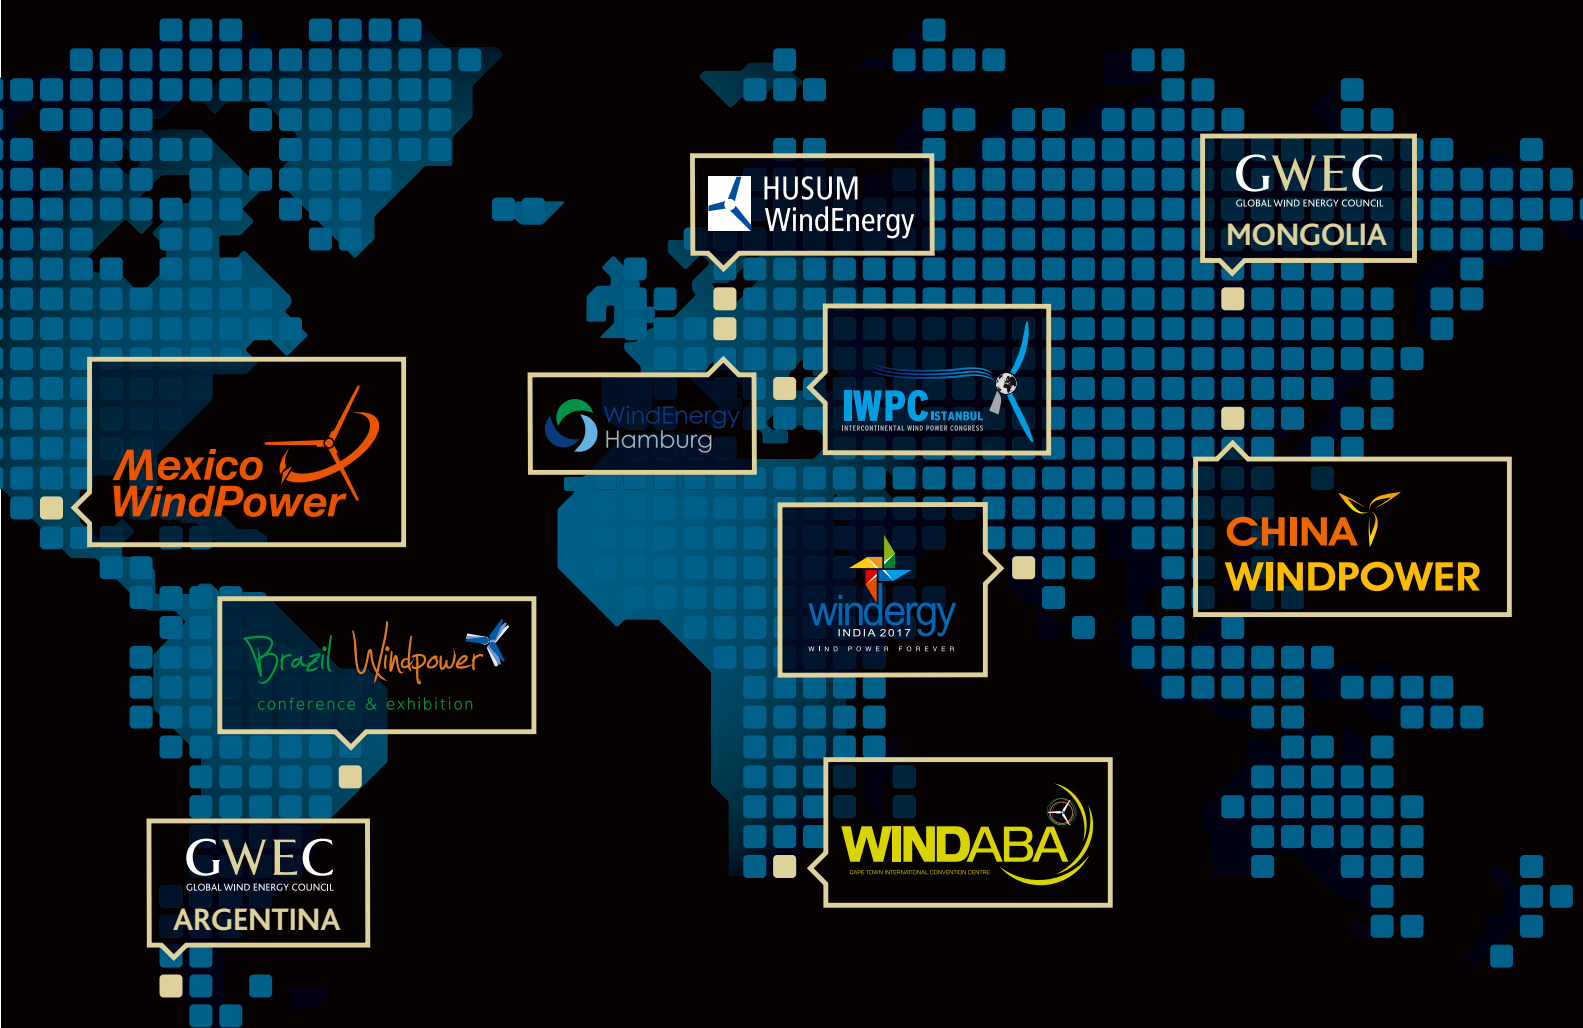 HUSUM
WindEnergy
GWEC
GLOBAL WIND ENERGY COUNCIL
MONGOLIA
IWPC ISTANBUL
INTERCONTINENTAL WIND POWER CONGRESS
WindEnergy
Hamburg
Mexico
WindPower
CHINA
WINDPOWER
windergy
INDIA 2017
WIND POWER FOREVER
Brazil Windpower
conference & exhibition
WINDABA
CAPE TOWN INTERNATIONAL CONVENTION CENTRE
GWEC
GLOBAL WIND ENERGY COUNCIL
ARGENTINA